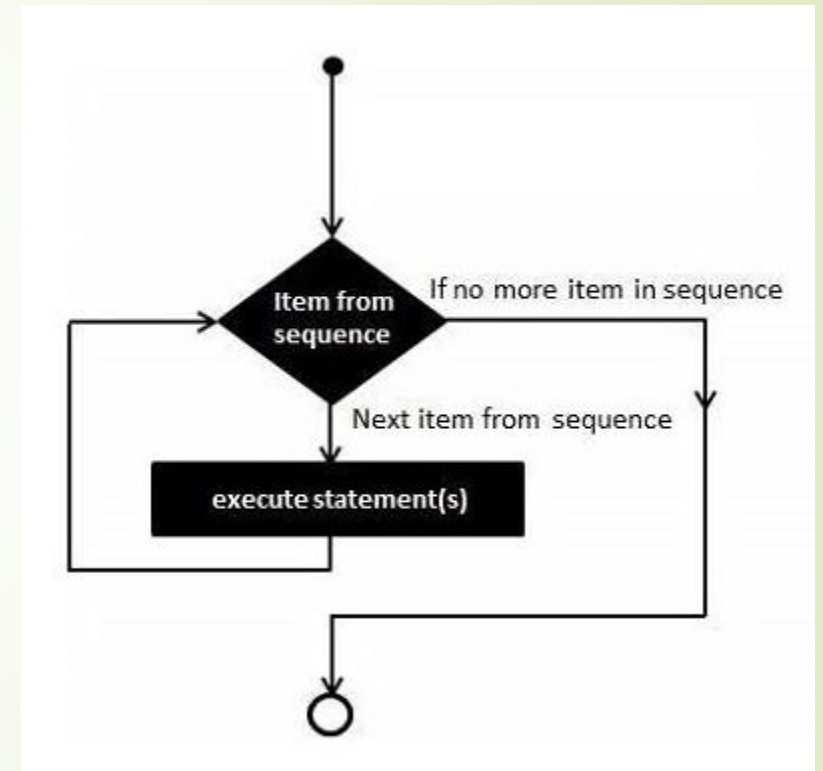 Item from
sequence
If no more item in sequence
Next item from sequence
execute statement(s)